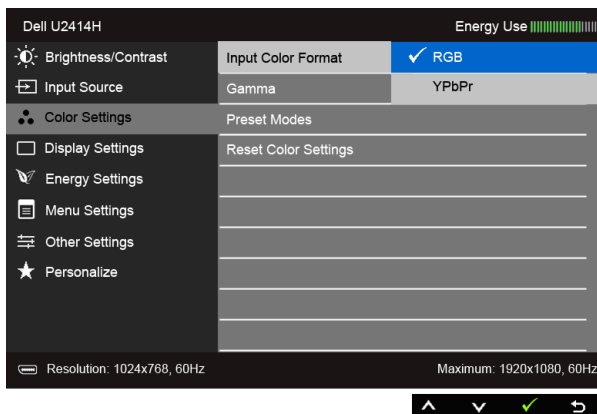 Dell U2414H
Energy Use
Brightness/Contrast
Input Color Format
RGB
Input Source
Gamma
YPbPr
Color Settings
Preset Modes
Display Settings
Reset Color Settings
Energy Settings
Menu Settings
Other Settings
Personalize
Resolution: 1024x768, 60Hz
Maximum: 1920x1080, 60Hz